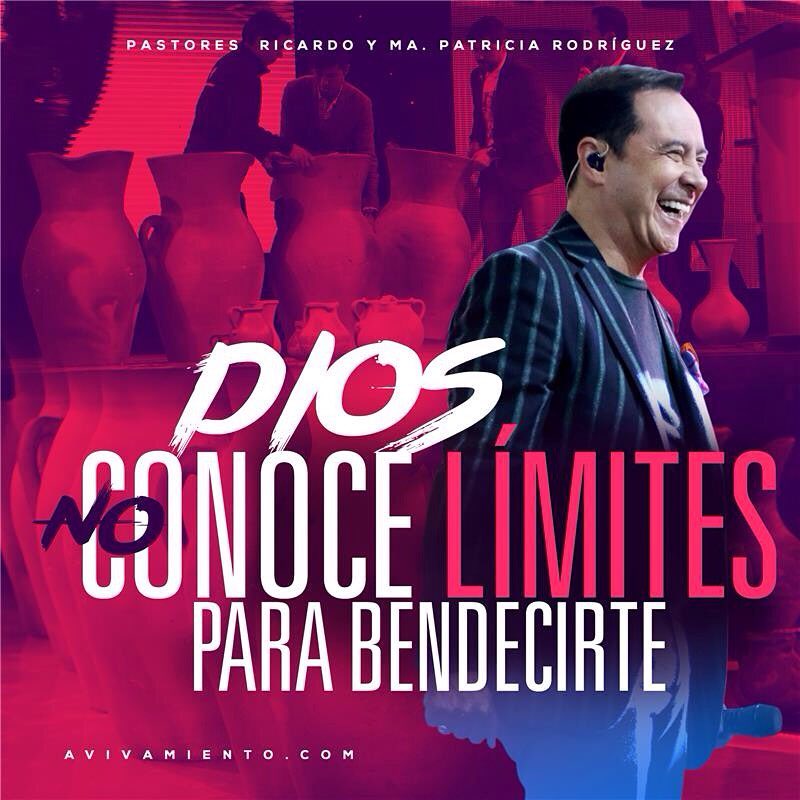 PASTORES RICARDO Y MA. PATRICIA RODRÍGUEZ
DIOS
NO CONOCE LÍMITES
PARA BENDECIRTE
AVIVAMIENTO.COM